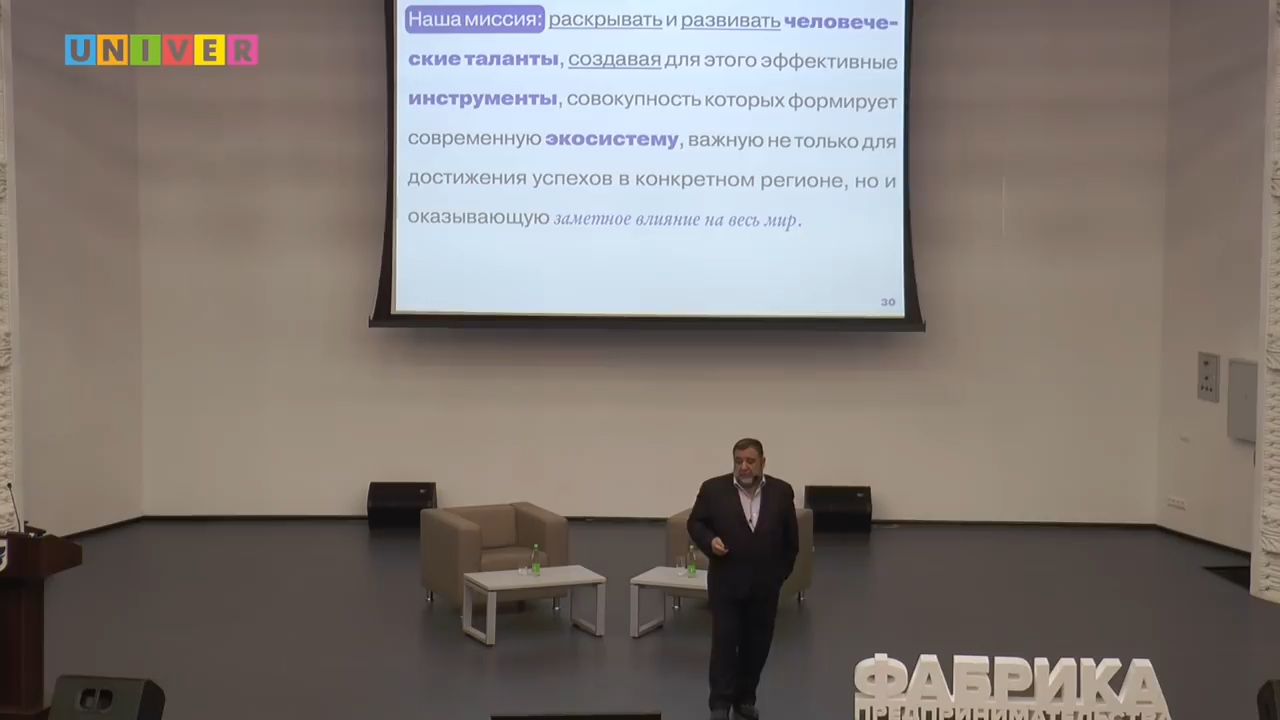 UNIVER
Наша миссия: раскрывать и развивать человече-
ские таланты, создавая для этого эффективные
инструменты, совокупность которых формирует
современную экосистему, важную не только для
достижения успехов в конкретном регионе, но и
оказывающую заметное влияние на весь мир.
30
ФАБРИКА
ПРЕДПРИНИМАТЕЛЬСТВА